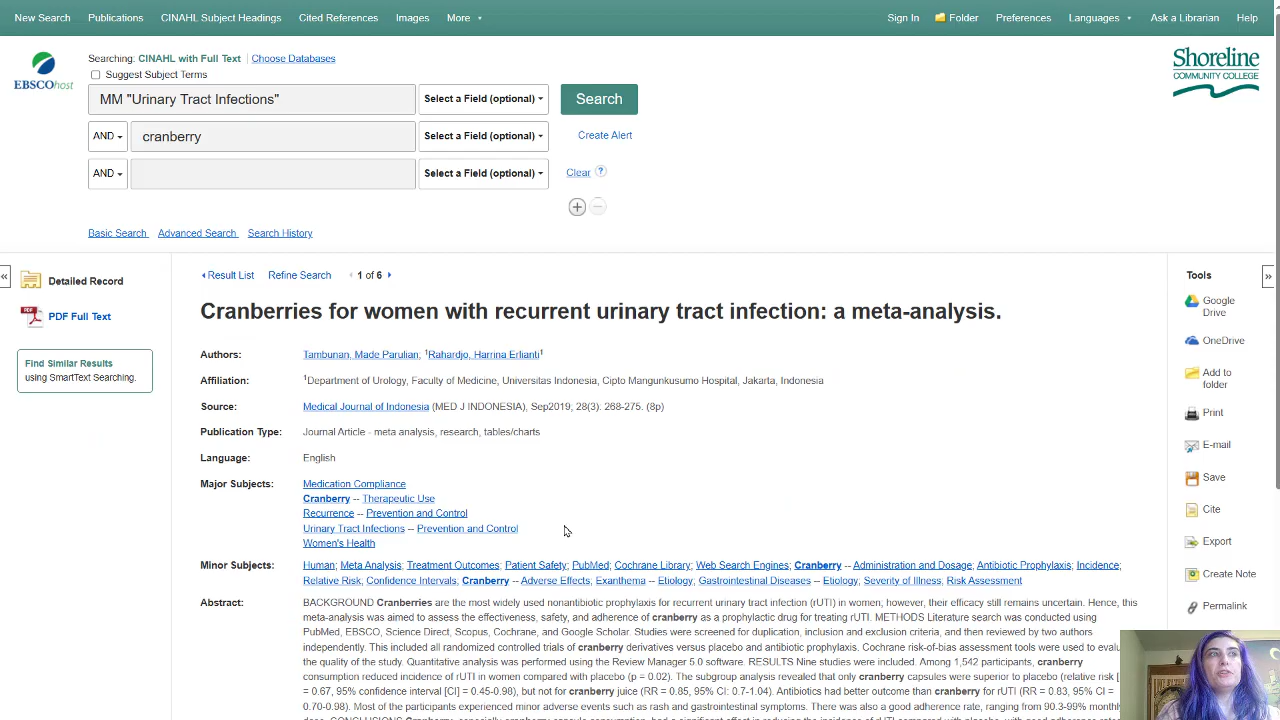 New Search Publications CINAHL Subject Headings Cited References Images More Sign In Folder Preferences Languages Ask a Librarian Help
EBSCOhost
Searching: CINAHL with Full Text Choose Databases
Suggest Subject Terms
MM "Urinary Tract Infections" Select a Field (optional) Search
AND cranberry Select a Field (optional) Create Alert
AND Select a Field (optional) Clear ?
Basic Search Advanced Search Search History
Shoreline
COMMUNITY COLLEGE
Detailed Record
PDF Full Text
Find Similar Results
using SmartText Searching.
Result List Refine Search 1 of 6
Cranberries for women with recurrent urinary tract infection: a meta-analysis.
Authors: Tambunan, Made Parulian; 1Rahardjo, Harrina Erlianti1
Affiliation: 1Department of Urology, Faculty of Medicine, Universitas Indonesia, Cipto Mangunkusumo Hospital, Jakarta, Indonesia
Source: Medical Journal of Indonesia (MED J INDONESIA), Sep2019; 28(3): 268-275. (8p)
Publication Type: Journal Article - meta analysis, research, tables/charts
Language: English
Major Subjects: Medication Compliance
Cranberry -- Therapeutic Use
Recurrence -- Prevention and Control
Urinary Tract Infections -- Prevention and Control
Women's Health
Minor Subjects: Human; Meta Analysis; Treatment Outcomes; Patient Safety; PubMed; Cochrane Library; Web Search Engines; Cranberry -- Administration and Dosage; Antibiotic Prophylaxis; Incidence;
Relative Risk; Confidence Intervals; Cranberry -- Adverse Effects; Exanthema -- Etiology; Gastrointestinal Diseases -- Etiology; Severity of Illness; Risk Assessment
Abstract: BACKGROUND Cranberries are the most widely used nonantibiotic prophylaxis for recurrent urinary tract infection (rUTI) in women; however, their efficacy still remains uncertain. Hence, this
meta-analysis was aimed to assess the effectiveness, safety, and adherence of cranberry as a prophylactic drug for treating rUTI. METHODS Literature search was conducted using
PubMed, EBSCO, Science Direct, Scopus, Cochrane, and Google Scholar. Studies were screened for duplication, inclusion and exclusion criteria, and then reviewed by two authors
independently. This included all randomized controlled trials of cranberry derivatives versus placebo and antibiotic prophylaxis. Cochrane risk-of-bias assessment tools were used to
the quality of the study. Quantitative analysis was performed using the Review Manager 5.0 software. RESULTS Nine studies were included. Among 1,542 participants, cranberry
consumption reduced incidence of rUTI in women compared with placebo (p = 0.02). The subgroup analysis revealed that only cranberry capsules were superior to placebo (relative risk [
= 0.67, 95% confidence interval [CI] = 0.45-0.98), but not for cranberry juice (RR = 0.85, 95% CI: 0.7-1.04). Antibiotics had better outcome than cranberry for rUTI (RR = 0.83, 95% CI =
0.70-0.98). Most of the participants experienced minor adverse events such as rash and gastrointestinal symptoms. There was also a good adherence rate, ranging from 90.3-99% monthly
Tools
Google
Drive
OneDrive
Add to
folder
Print
E-mail
Save
Cite
Export
Create Note
Permalink